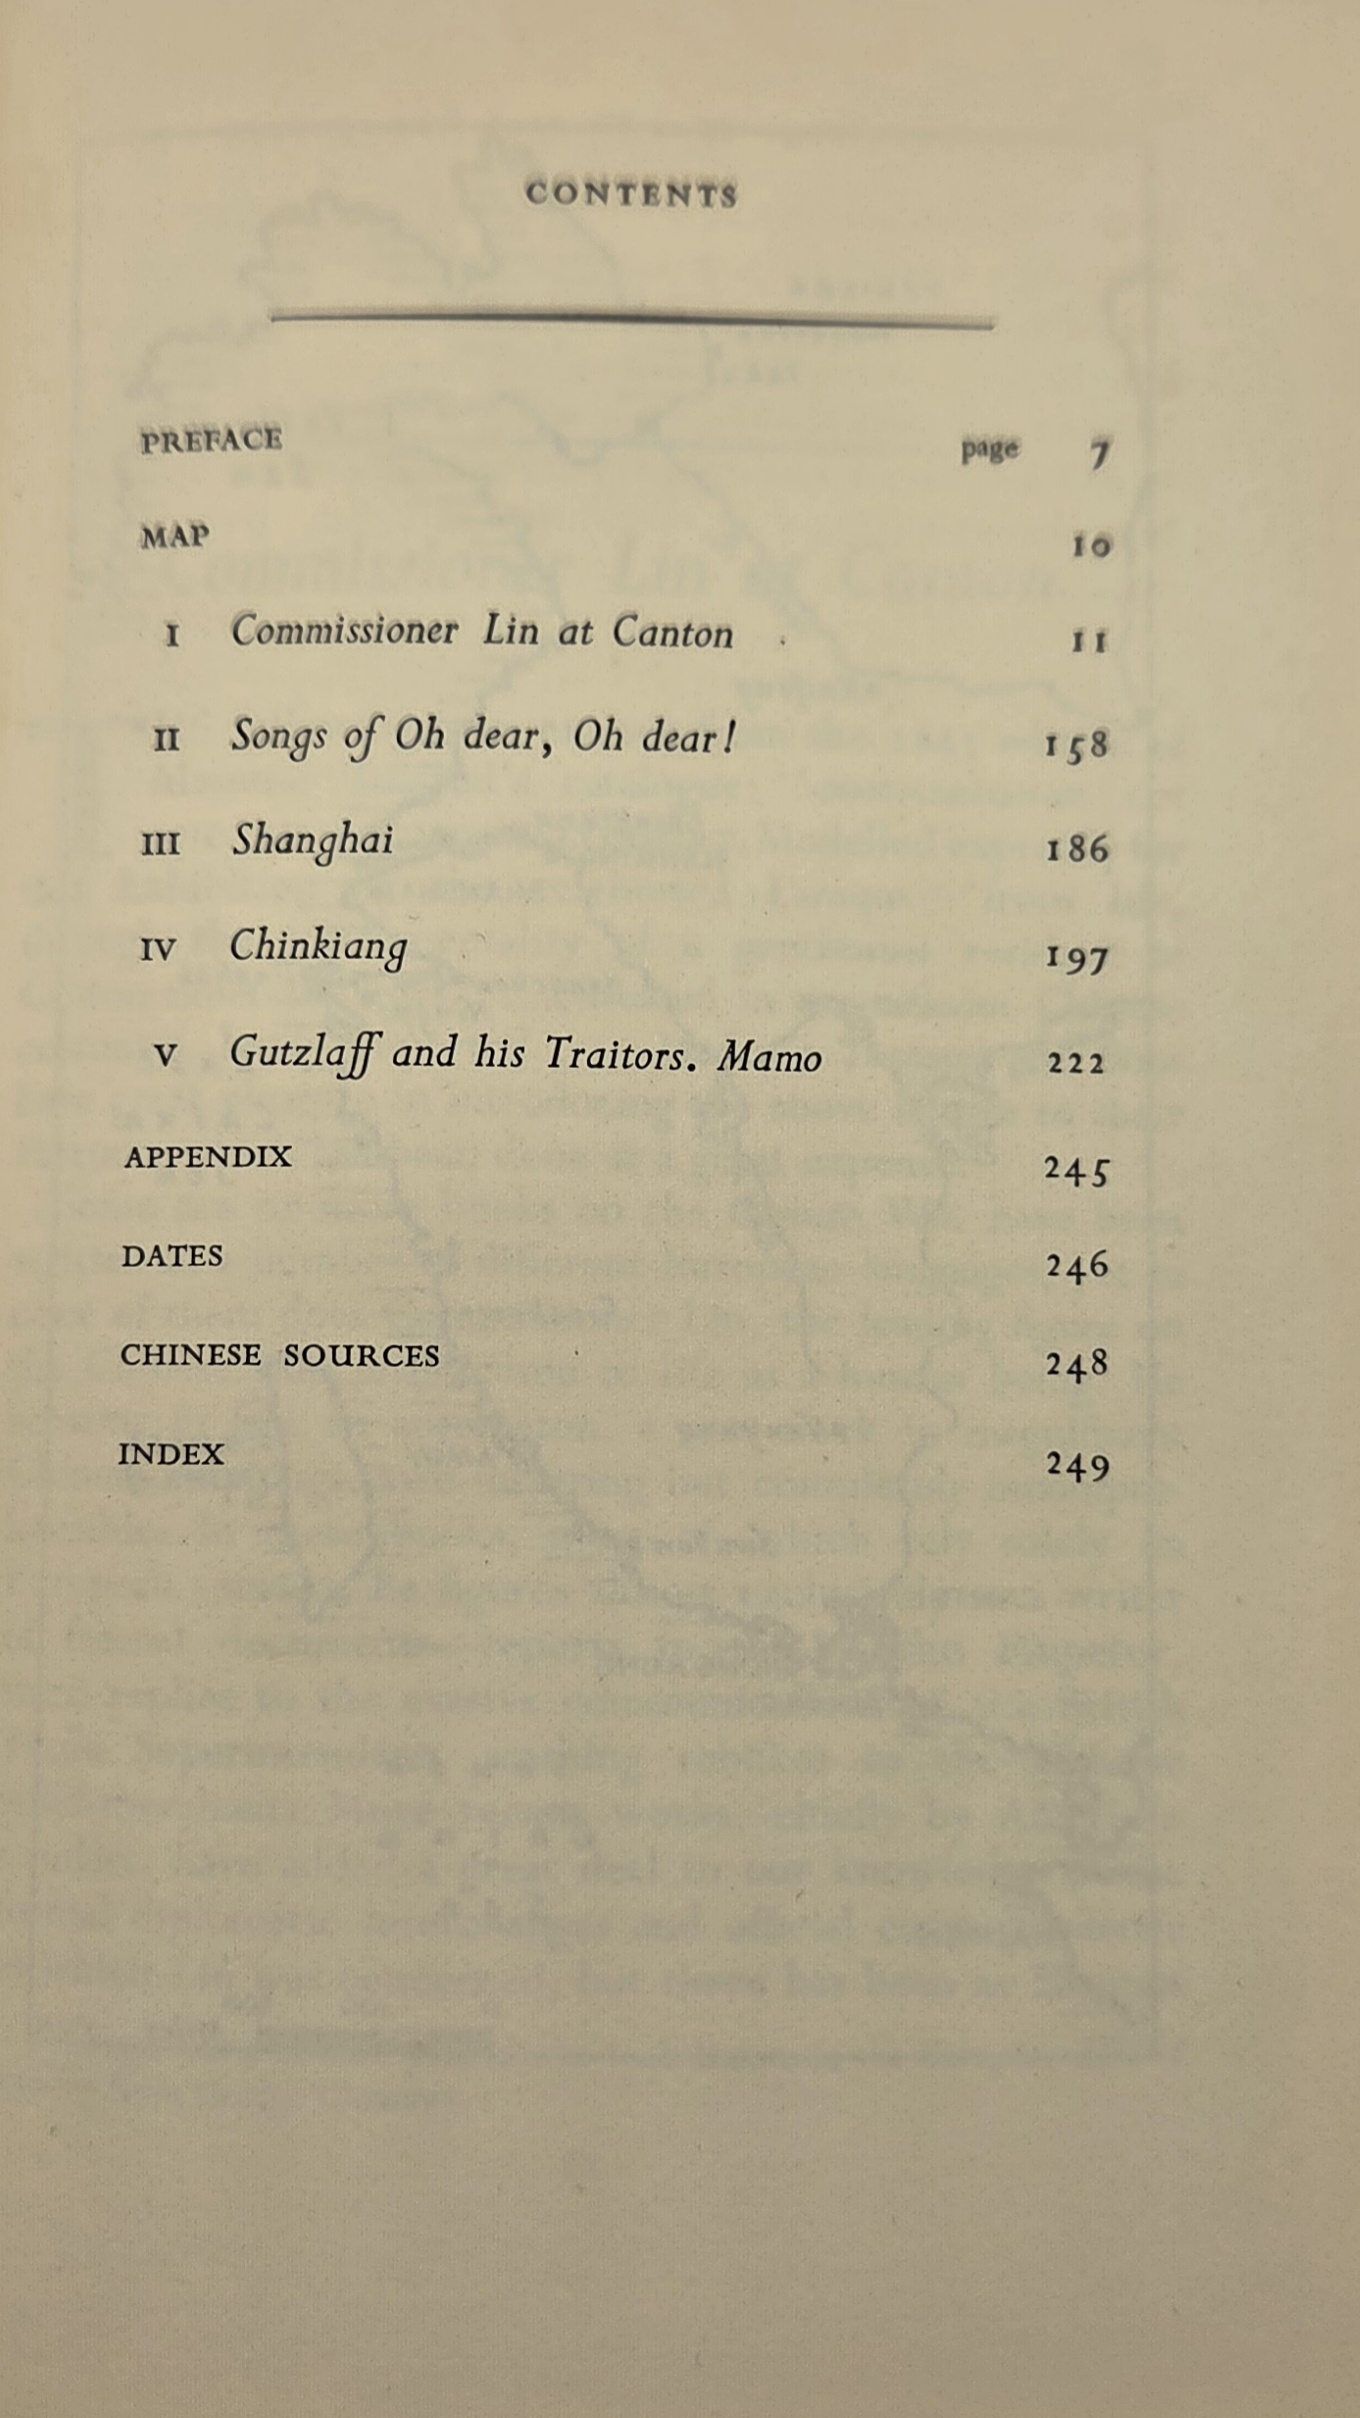 CONTENTS
PREFACE page 7
MAP 10
I Commissioner Lin at Canton 11
II Songs of Oh dear, Oh dear! 158
III Shanghai 186
IV Chinkiang 197
V Gutzlaff and his Traitors. Mamo 222
APPENDIX 245
DATES 246
CHINESE SOURCES 248
INDEX 249